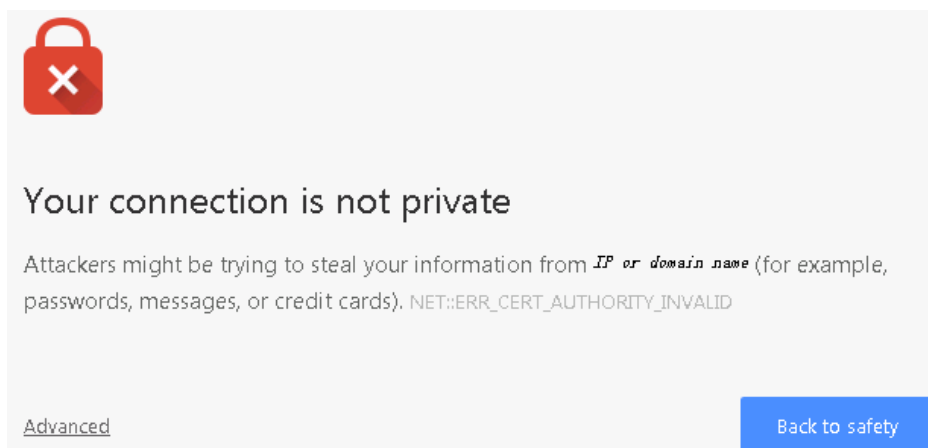 Your connection is not private
Attackers might be trying to steal your information from IP or domain name (for example,
passwords, messages, or credit cards). NET::ERR_CERT_AUTHORITY_INVALID
Advanced
Back to safety